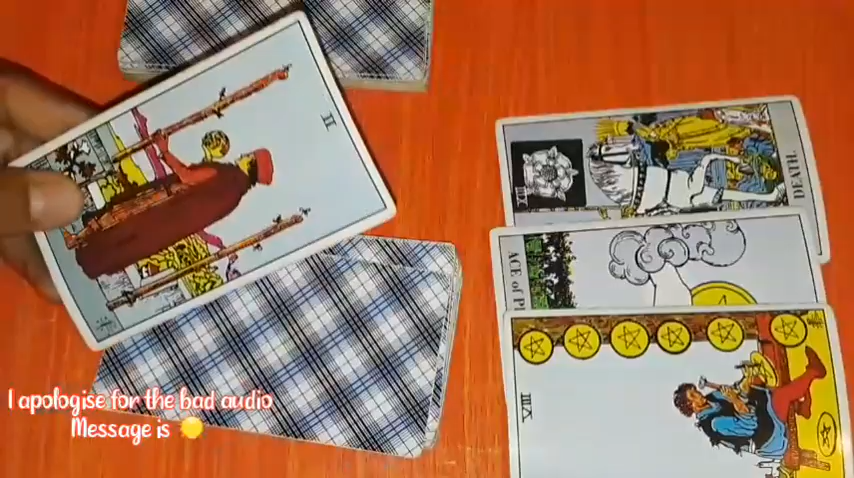 II
XIII
DEATH.
ACE of P
VIII
I apologise for the bad audio
Message is 🌕